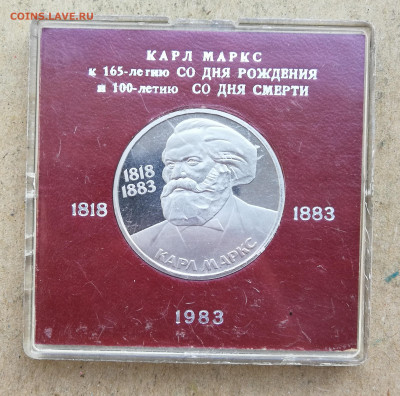 COINS.LAVE.RU
КАРЛ МАРКС
к 165-летию СО ДНЯ РОЖДЕНИЯ
и 100-летию СО ДНЯ СМЕРТИ
1818
1883
1818
1883
КАРЛ МАРКС
1983